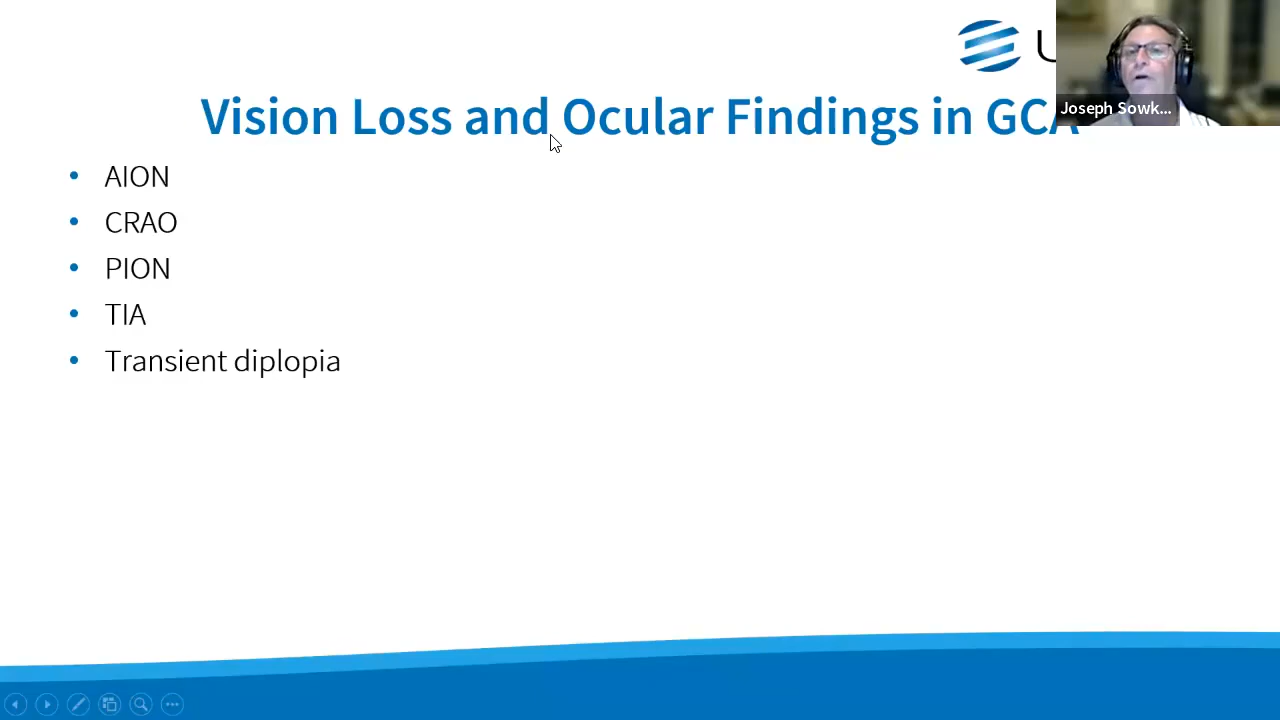 Vision Loss and Ocular Findings in GCA
Joseph Sowk...
• AION
• CRAO
• PION
• TIA
• Transient diplopia